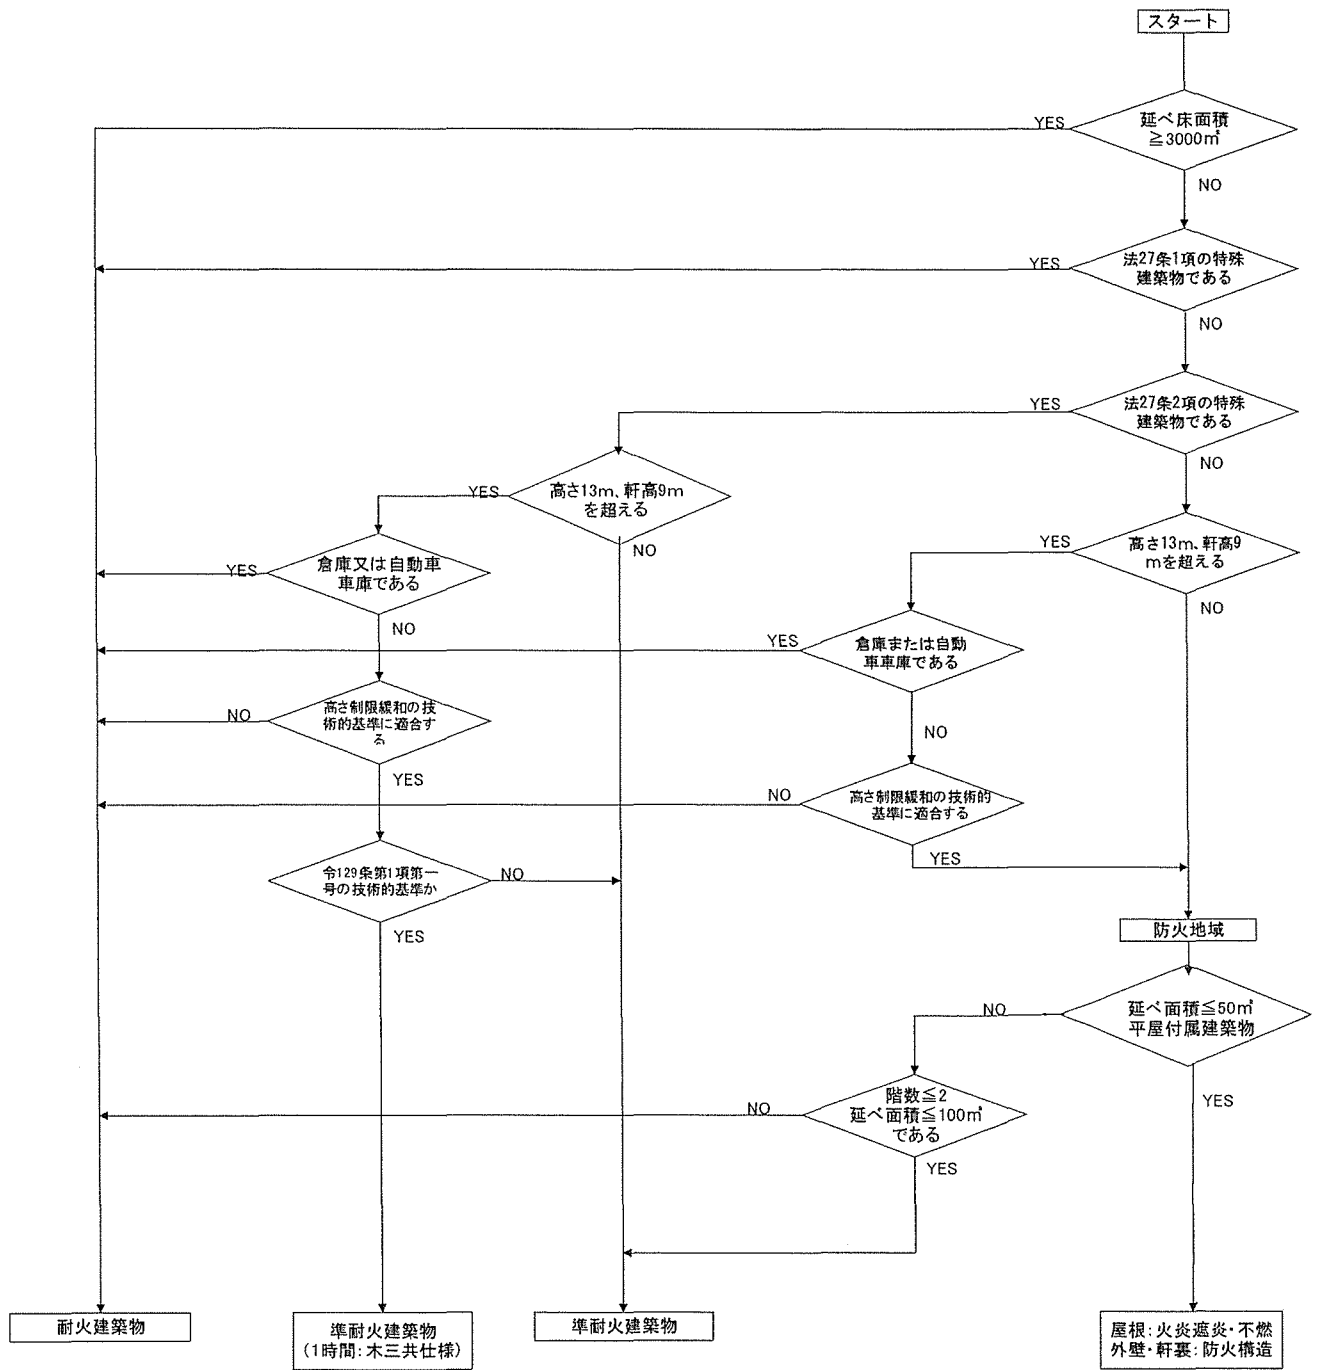 スタート
延べ床面積
≧3000㎡
YES
NO
法27条1項の特殊
建築物である
YES
NO
法27条2項の特殊
建築物である
YES
NO
高さ13m、軒高9m
を超える
YES
NO
高さ13m、軒高9
mを超える
YES
NO
倉庫又は自動車
車庫である
YES
NO
倉庫または自動
車車庫である
YES
NO
高さ制限緩和の技
術的基準に適合す
る
NO
YES
高さ制限緩和の技術的
基準に適合する
NO
YES
令129条第1項第一
号の技術的基準か
NO
YES
防火地域
延べ面積≦50㎡
平屋付属建築物
NO
YES
階数≦2
延べ面積≦100㎡
である
NO
YES
耐火建築物
準耐火建築物
(1時間:木三共仕様)
準耐火建築物
屋根:火炎遮炎・不燃
外壁・軒裏:防火構造